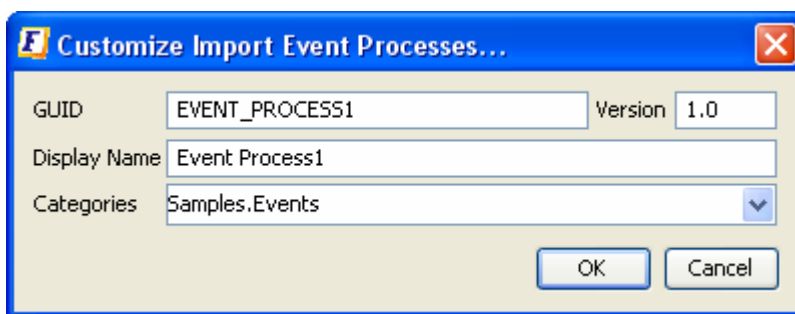 F Customize Import Event Processes...
GUID EVENT_PROCESS1 Version 1.0
Display Name Event Process1
Categories Samples.Events
OK Cancel